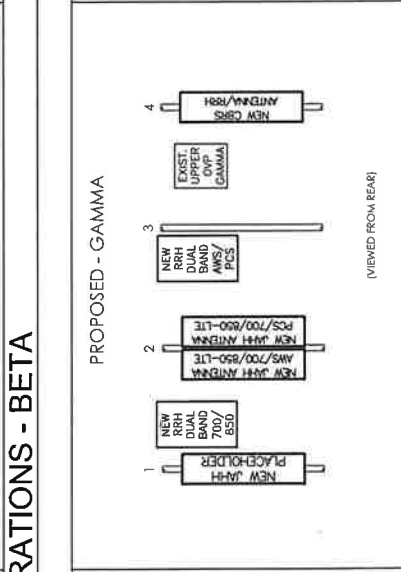 RATIONS - BETA
PROPOSED - GAMMA
1
2
3
4
NEW JAHH
PLACEHOLDER
NEW
RRH
DUAL
BAND
700/
850
NEW JAHH ANTENNA
AWS/700/850-LTE
NEW JAHH ANTENNA
PCS/700/850-LTE
NEW
RRH
DUAL
BAND
AWS/
PCS
EXIST.
UPPER
OVP
GAMMA
NEW CBRS
ANTENNA/RRH
(VIEWED FROM REAR)